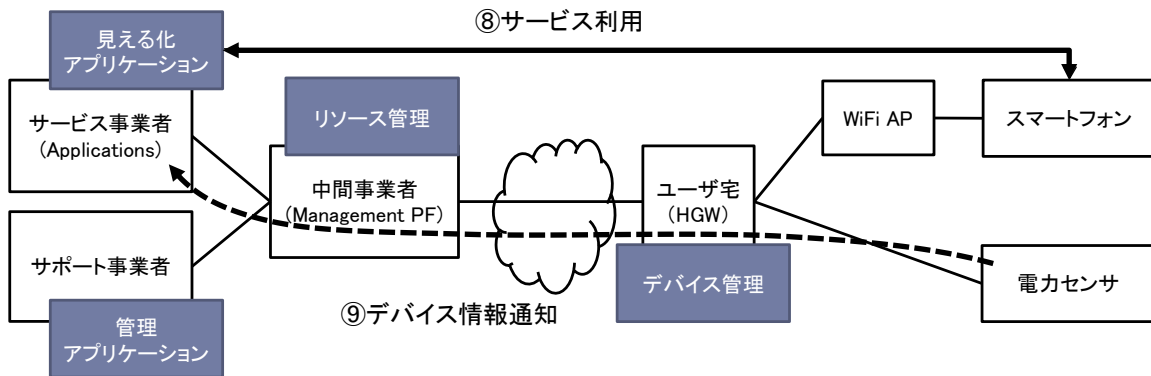 ⑧サービス利用
見える化
アプリケーション
サービス事業者
(Applications)
リソース管理
中間事業者
(Management PF)
サポート事業者
管理
アプリケーション
⑨デバイス情報通知
ユーザ宅
(HGW)
デバイス管理
WiFi AP
スマートフォン
電力センサ